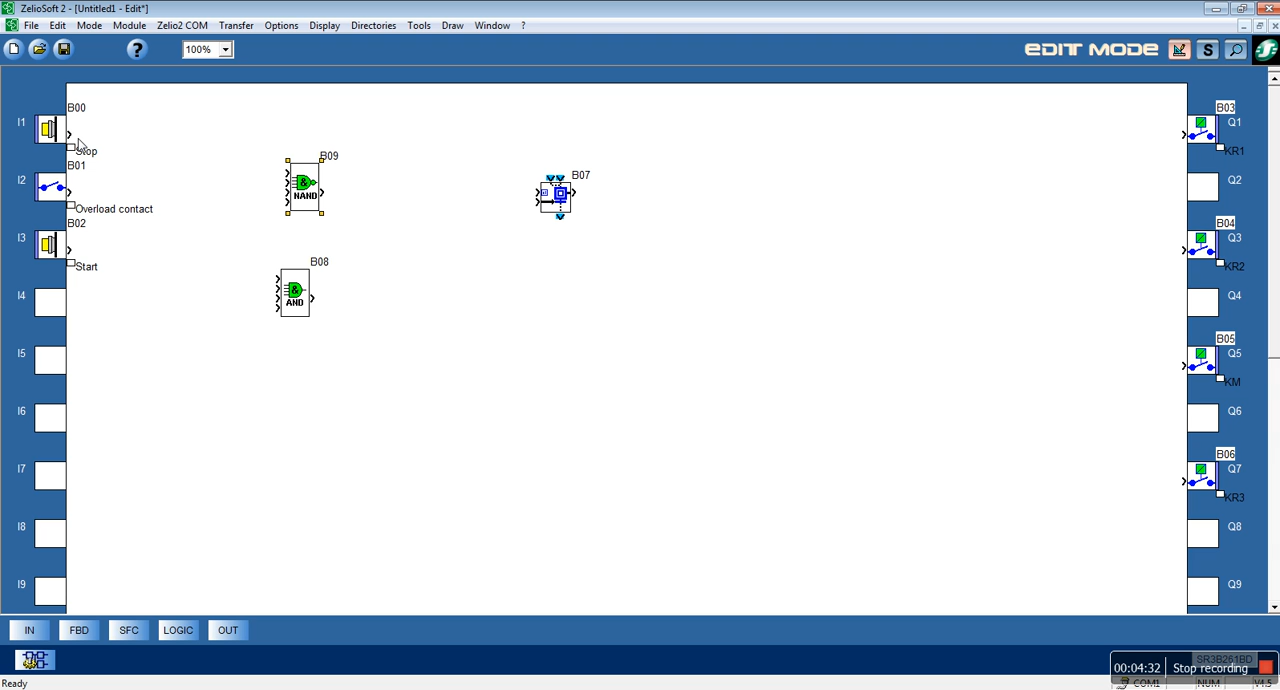 ZelioSoft 2 - [Untitled1 - Edit*]
File Edit Mode Module Zelio2 COM Transfer Options Display Directories Tools Draw Window ?
? 100% EDIT MODE S
B00 B03
I1 Q1
Stop KR1
B01 B09 B07
I2 NAND Q2
Overload contact
B02 B04
I3 Q3
Start B08 KR2
I4 AND Q4
B05
I5 Q5
KM
I6 Q6
B06
I7 Q7
KR3
I8 Q8
I9 Q9
IN FBD SFC LOGIC OUT
SR3B261BD
00:04:32 Stop recording
Ready COM1 NUM V4.5